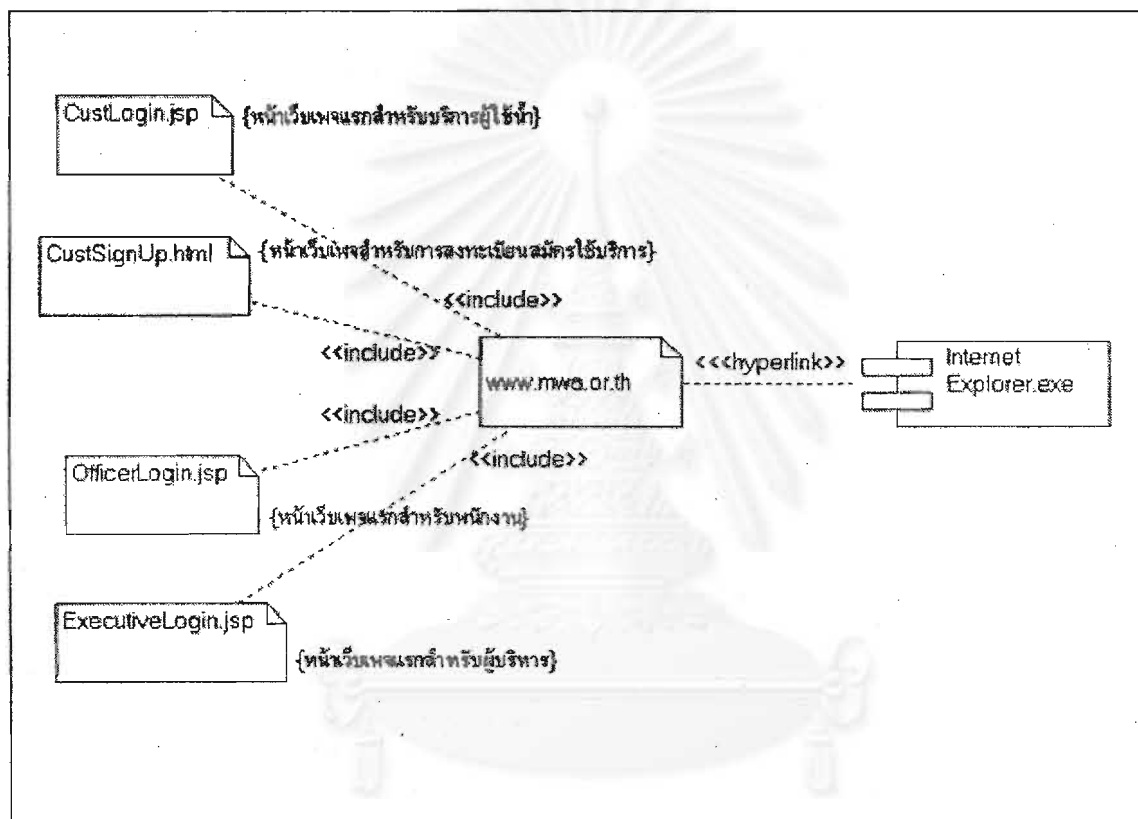 CustLogin.jsp
{หน้าเว็บเพจแรกสำหรับบริการผู้ใช้น้ำ}
CustSignUp.html
{หน้าเว็บเพจสำหรับการลงทะเบียนสมัครใช้บริการ}
<<include>>
<<include>>
www.mwa.or.th
<<<hyperlink>>
Internet
Explorer.exe
<<include>>
<<include>>
OfficerLogin.jsp
{หน้าเว็บเพจแรกสำหรับพนักงาน}
ExecutiveLogin.jsp
{หน้าเว็บเพจแรกสำหรับผู้บริหาร}